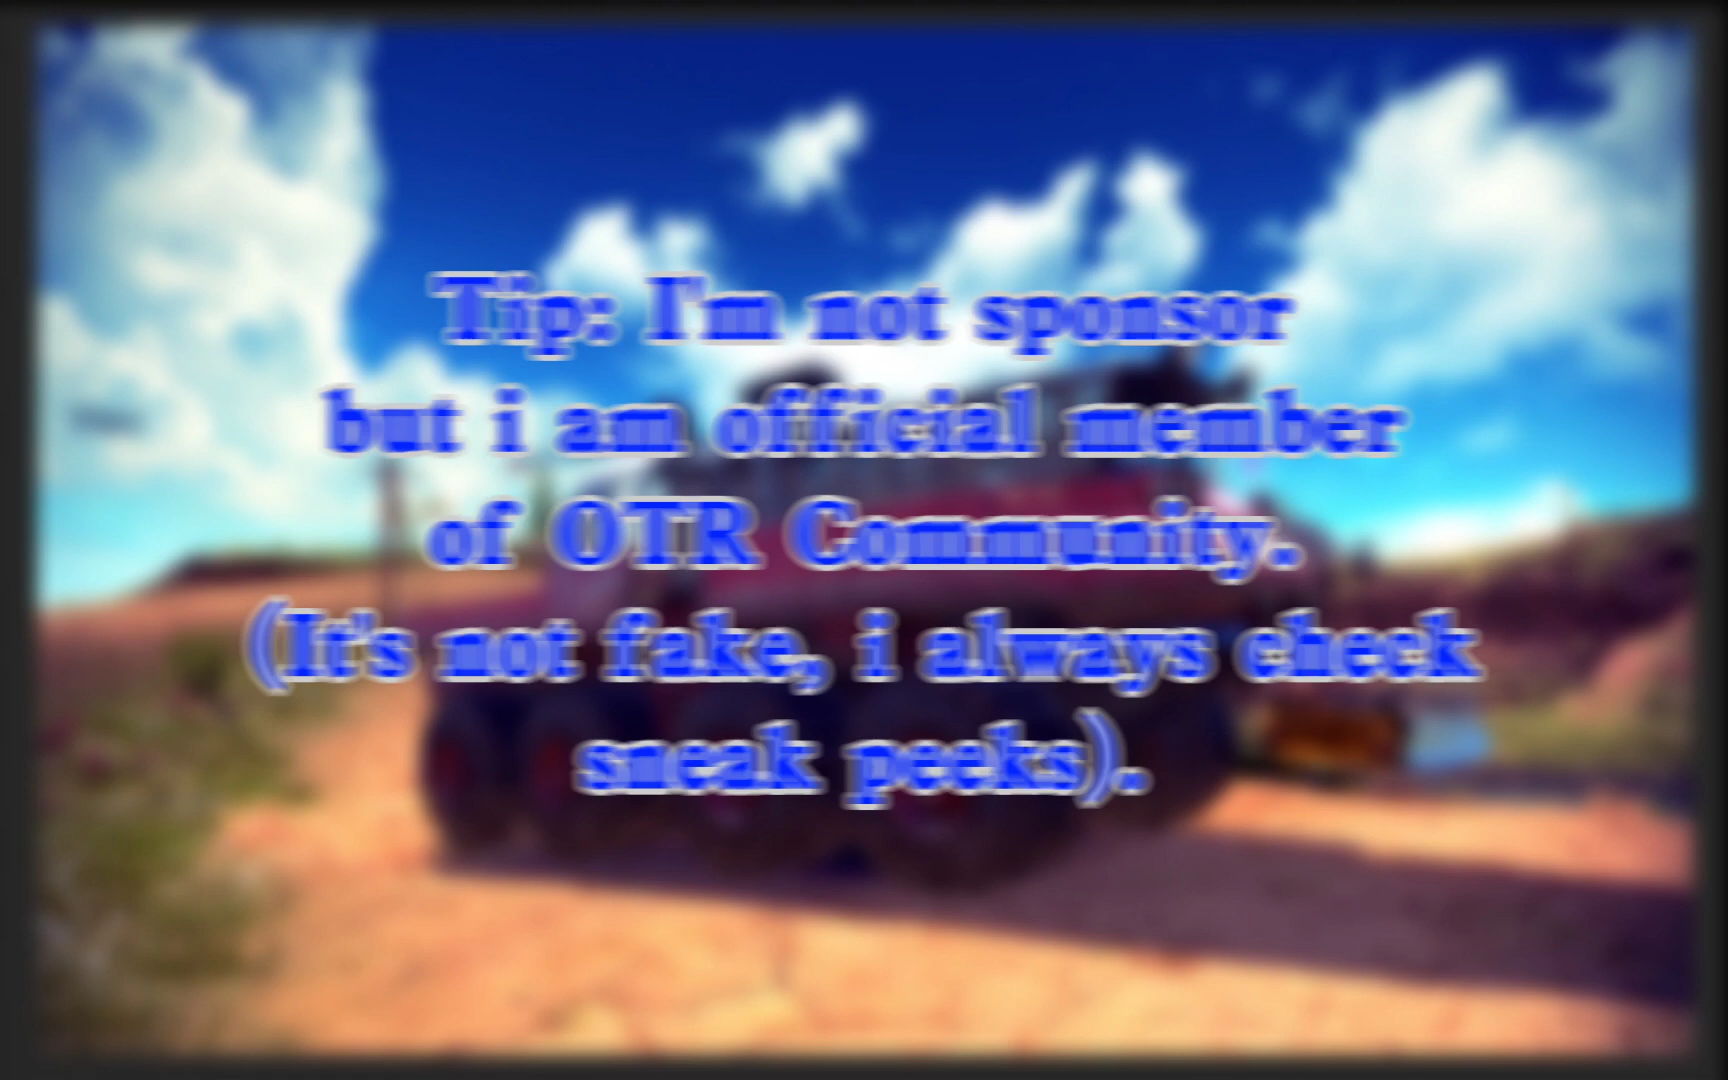 Tip: I'm not sponsor
but i am official member
of OTR Community.
(It's not fake, i always check
sneak peeks).